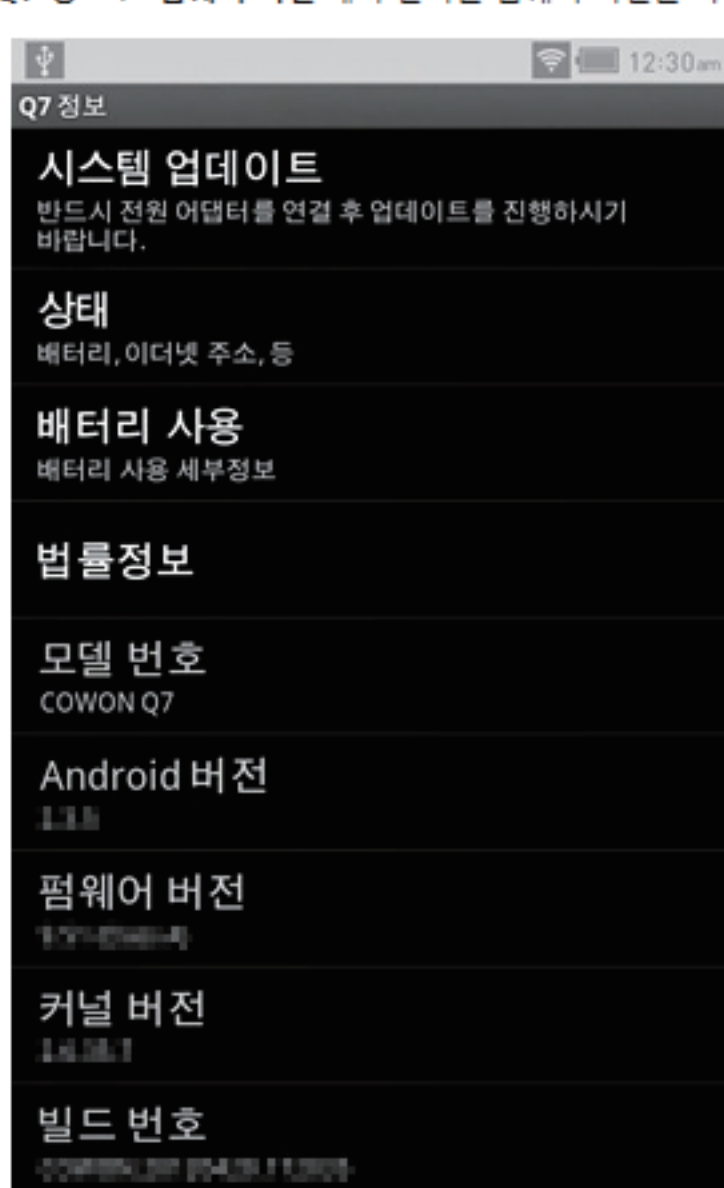 12:30am
Q7 정보
시스템 업데이트
반드시 전원 어댑터를 연결 후 업데이트를 진행하시기
바랍니다.
상태
배터리, 이더넷 주소, 등
배터리 사용
배터리 사용 세부정보
법률정보
모델 번호
COWON Q7
Android 버전
펌웨어 버전
커널 버전
빌드 번호